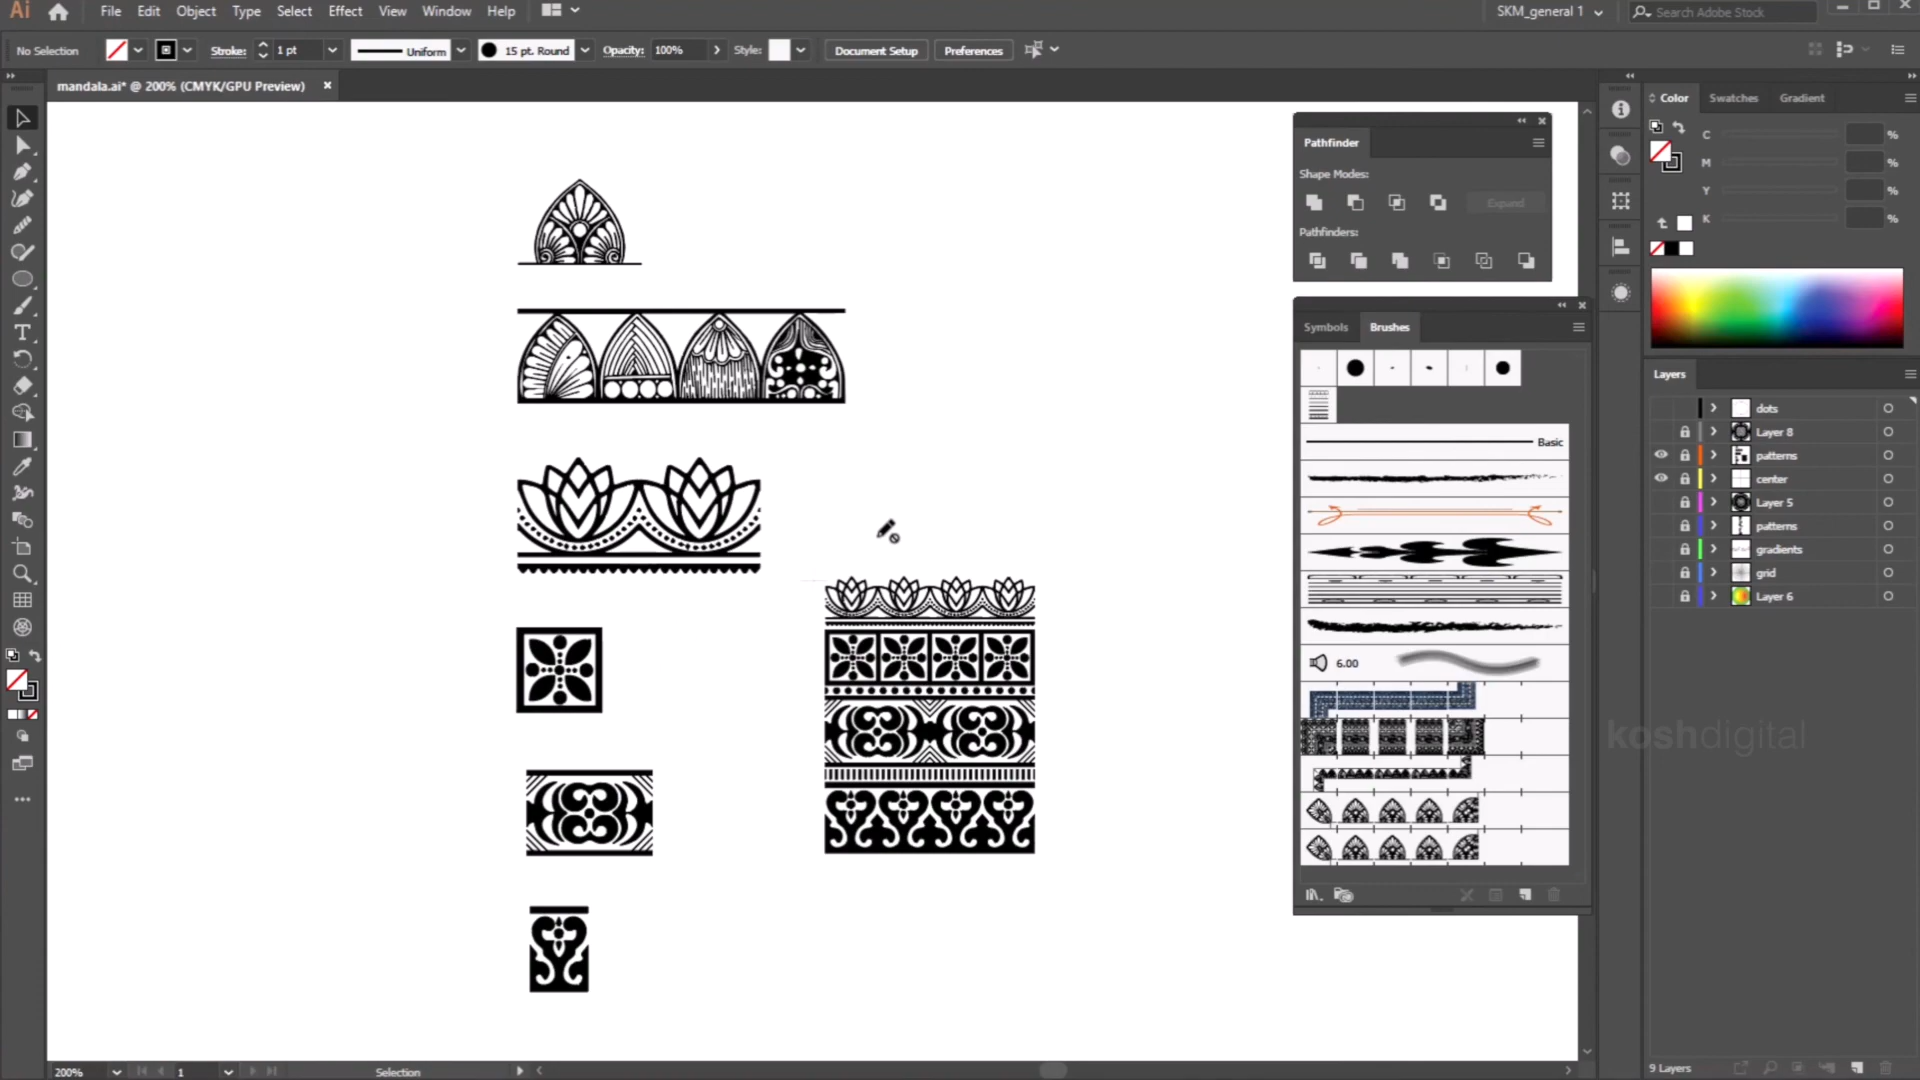 Ai File Edit Object Type Select Effect View Window Help SKM_general 1 Search Adobe Stock
No Selection Stroke: 1 pt Uniform 15 pt. Round Opacity: 100% Style: Document Setup Preferences
mandala.ai* @ 200% (CMYK/GPU Preview)
Pathfinder
Shape Modes:
Expand
Pathfinders:
Symbols Brushes
Basic
6.00
Color Swatches Gradient
C %
M %
Y %
K %
Layers
dots
Layer 8
patterns
center
Layer 5
patterns
gradients
grid
Layer 6
koshdigital
200% 1 Selection
9 Layers